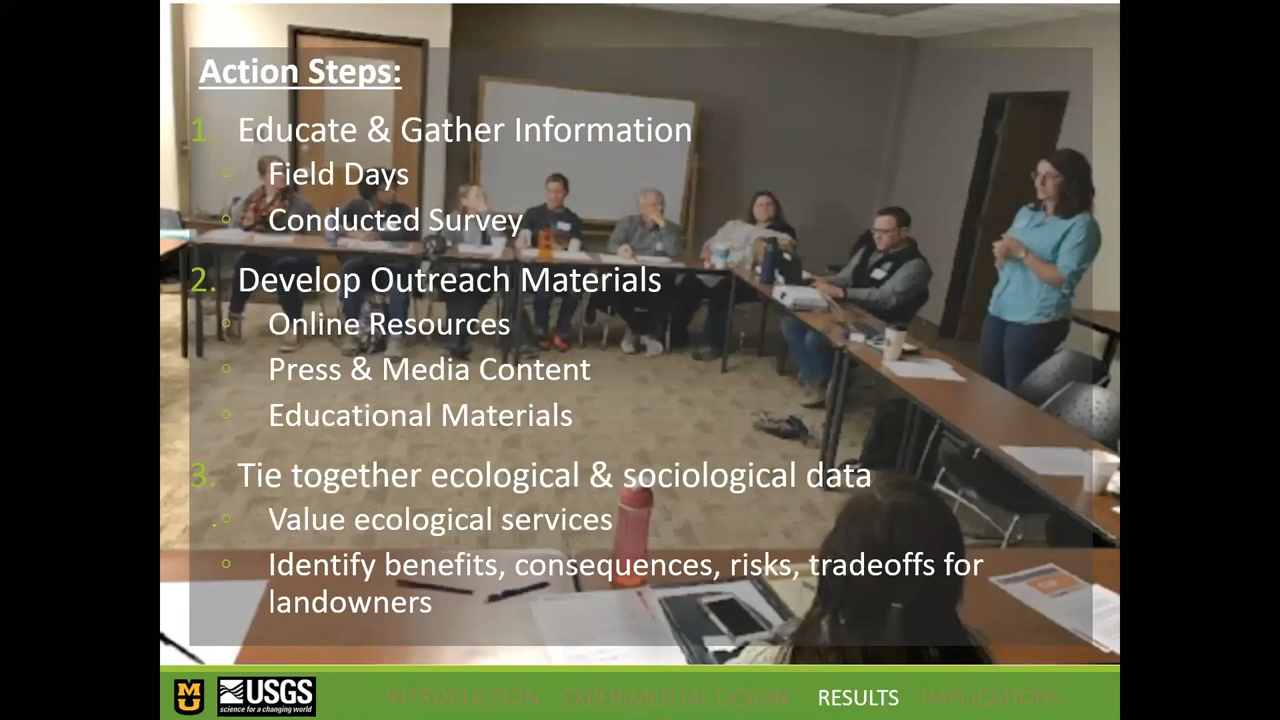 Action Steps:
1. Educate & Gather Information
◦ Field Days
◦ Conducted Survey
2. Develop Outreach Materials
◦ Online Resources
◦ Press & Media Content
◦ Educational Materials
3. Tie together ecological & sociological data
◦ Value ecological services
◦ Identify benefits, consequences, risks, tradeoffs for
landowners
MU USGS INTRODUCTION EXPERIMENTAL DESIGN RESULTS IMPLICATIONS
science for a changing world